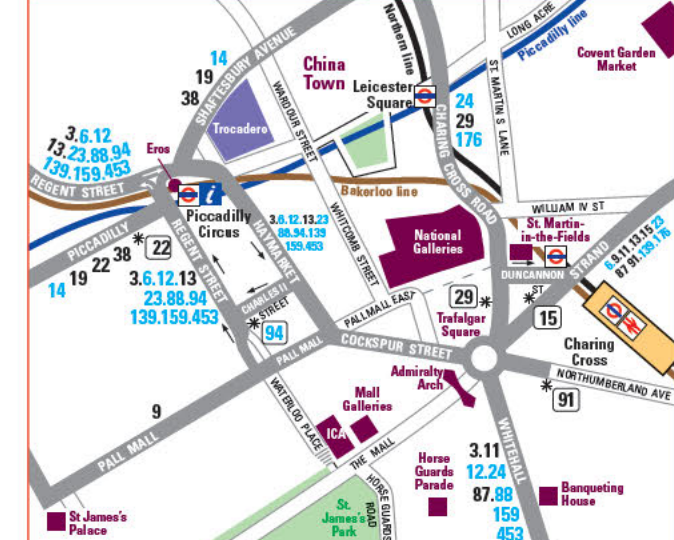 LONG ACRE
Piccadilly line
Northern line
Covent Garden
Market
14
19
38
SHAFTESBURY AVENUE
China
Town
Leicester
Square
ST. MARTIN S LANE
24
29
176
CHARING CROSS ROAD
WARDOUR STREET
Trocadero
3.6.12
13.23.88.94
139.159.453
Eros
REGENT STREET
i
Bakerloo line
WILLIAM IV ST
Piccadilly
Circus
HAYMARKET
3.6.12.13.23
88.94.139
159.453
WHITCOMB STREET
National
Galleries
St. Martin-
in-the-Fields
STRAND
6.9.11.13.15.23
87 91.139.176
PICCADILLY
22
REGENT STREET
14
19
22
38
3.6.12.13
23.88.94
139.159.453
CHARLES II
STREET
94
DUNCANNON
ST
29
15
PALLMALL EAST
Trafalgar
Square
Charing
Cross
COCKSPUR STREET
PALL MALL
Admiralty
Arch
NORTHUMBERLAND AVE
91
9
PALL MALL
WATERLOO PLACE
Mall
Galleries
ICA
THE MALL
WHITEHALL
3.11
12.24
87.88
159
453
Horse
Guards
Parade
Banqueting
House
HORSE GUARDS
ROAD
St.
James's
Park
St James's
Palace